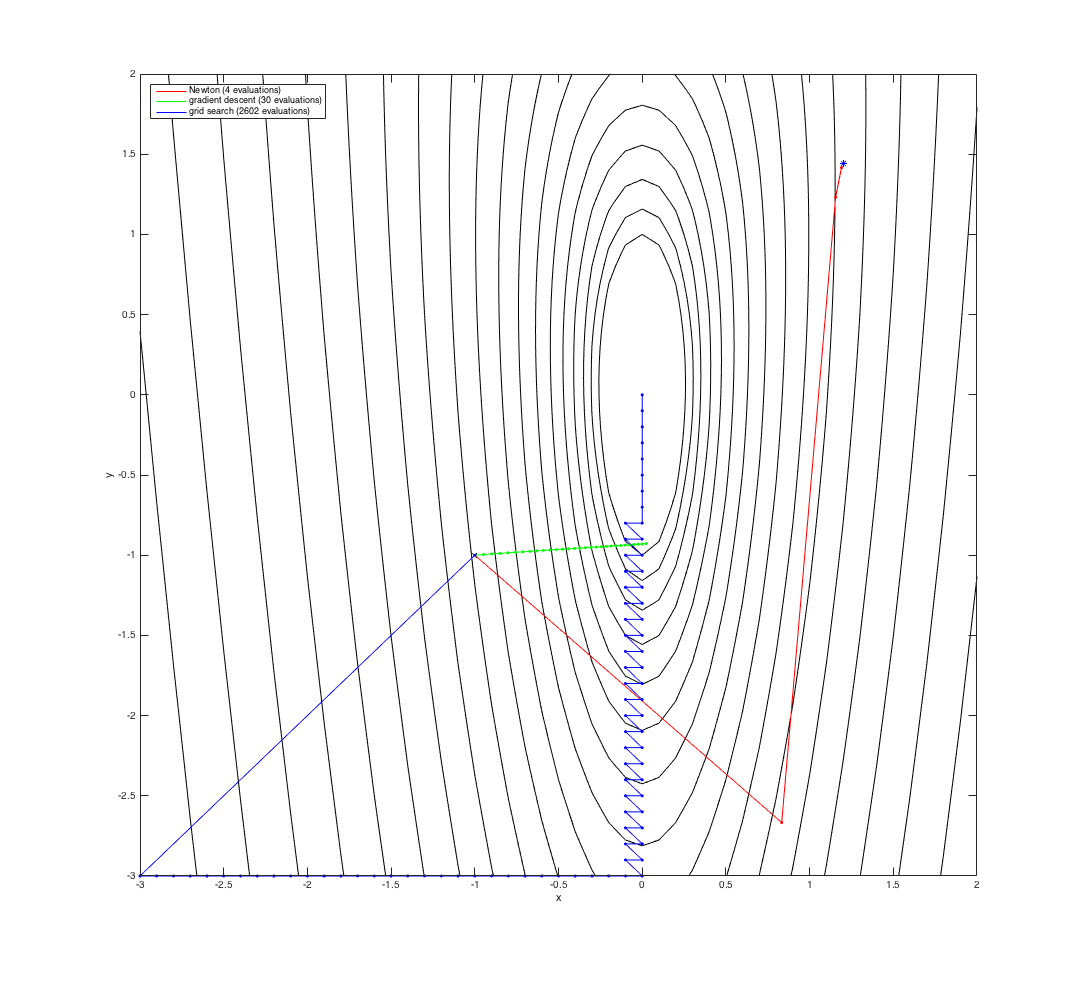 2
Newton (4 evaluations)
gradient descent (30 evaluations)
grid search (2602 evaluations)
1.5
1
0.5
0
y
-0.5
-1
-1.5
-2
-2.5
-3
-3 -2.5 -2 -1.5 -1 -0.5 0 0.5 1 1.5 2
x